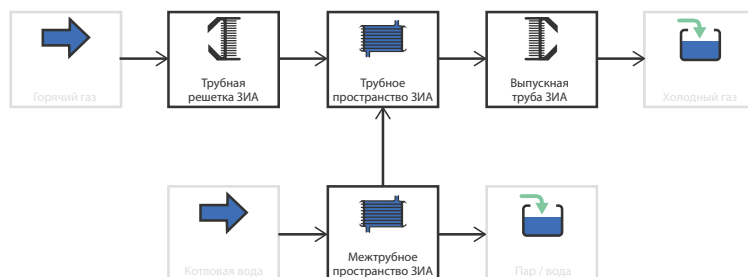 Горячий газ
Трубная
решетка ЗИА
Трубное
пространство ЗИА
Выпускная
труба ЗИА
Холодный газ
Котловая вода
Межтрубное
пространство ЗИА
Пар / вода